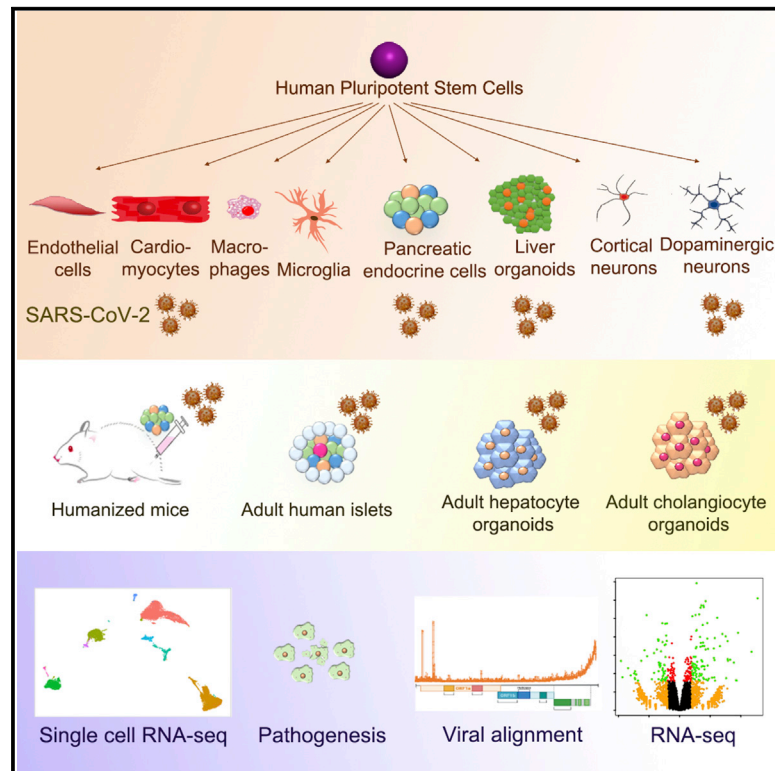 Human Pluripotent Stem Cells
Endothelial
cells
Cardio-
myocytes
Macro-
phages
Microglia
Pancreatic
endocrine cells
Liver
organoids
Cortical
neurons
Dopaminergic
neurons
SARS-CoV-2
Humanized mice
Adult human islets
Adult hepatocyte
organoids
Adult cholangiocyte
organoids
Single cell RNA-seq
Pathogenesis
Viral alignment
RNA-seq